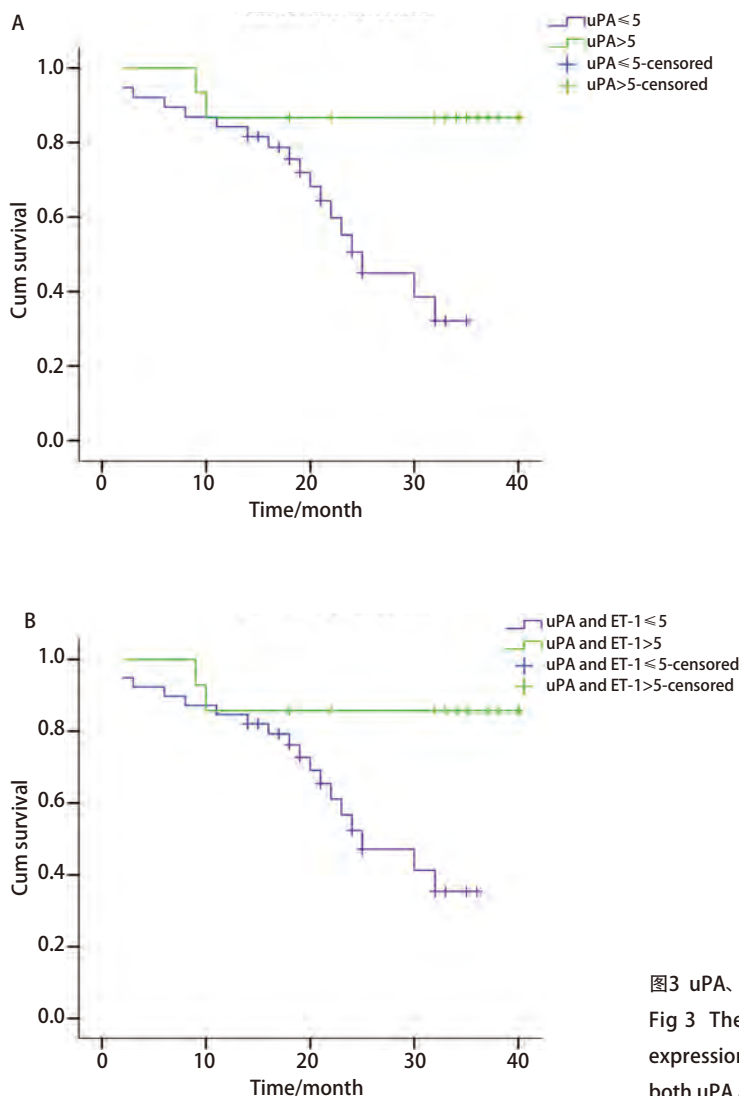 A
uPA≤5
uPA>5
uPA≤5-censored
uPA>5-censored
1.0
0.8
0.6
0.4
0.2
0.0
Cum survival
0 10 20 30 40
Time/month
B
uPA and ET-1≤5
uPA and ET-1>5
uPA and ET-1≤5-censored
uPA and ET-1>5-censored
1.0
0.8
0.6
0.4
0.2
0.0
Cum survival
0 10 20 30 40
Time/month
图3 uPA、
Fig 3 The
expression
both uPA